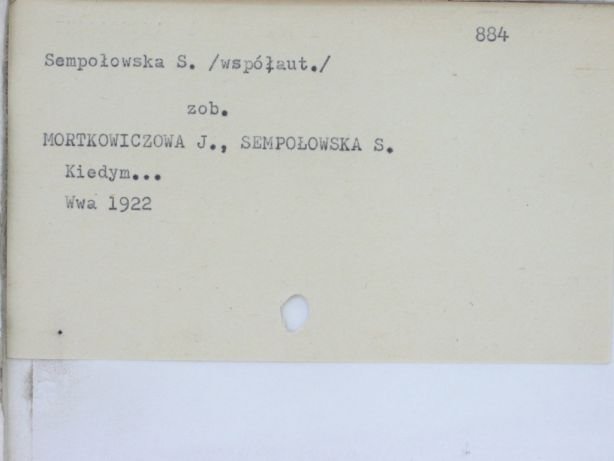 884
Sempołowska S. /współaut./
zob.
MORTKOWICZOWA J., SEMPOŁOWSKA S.
Kiedym...
Wwa 1922